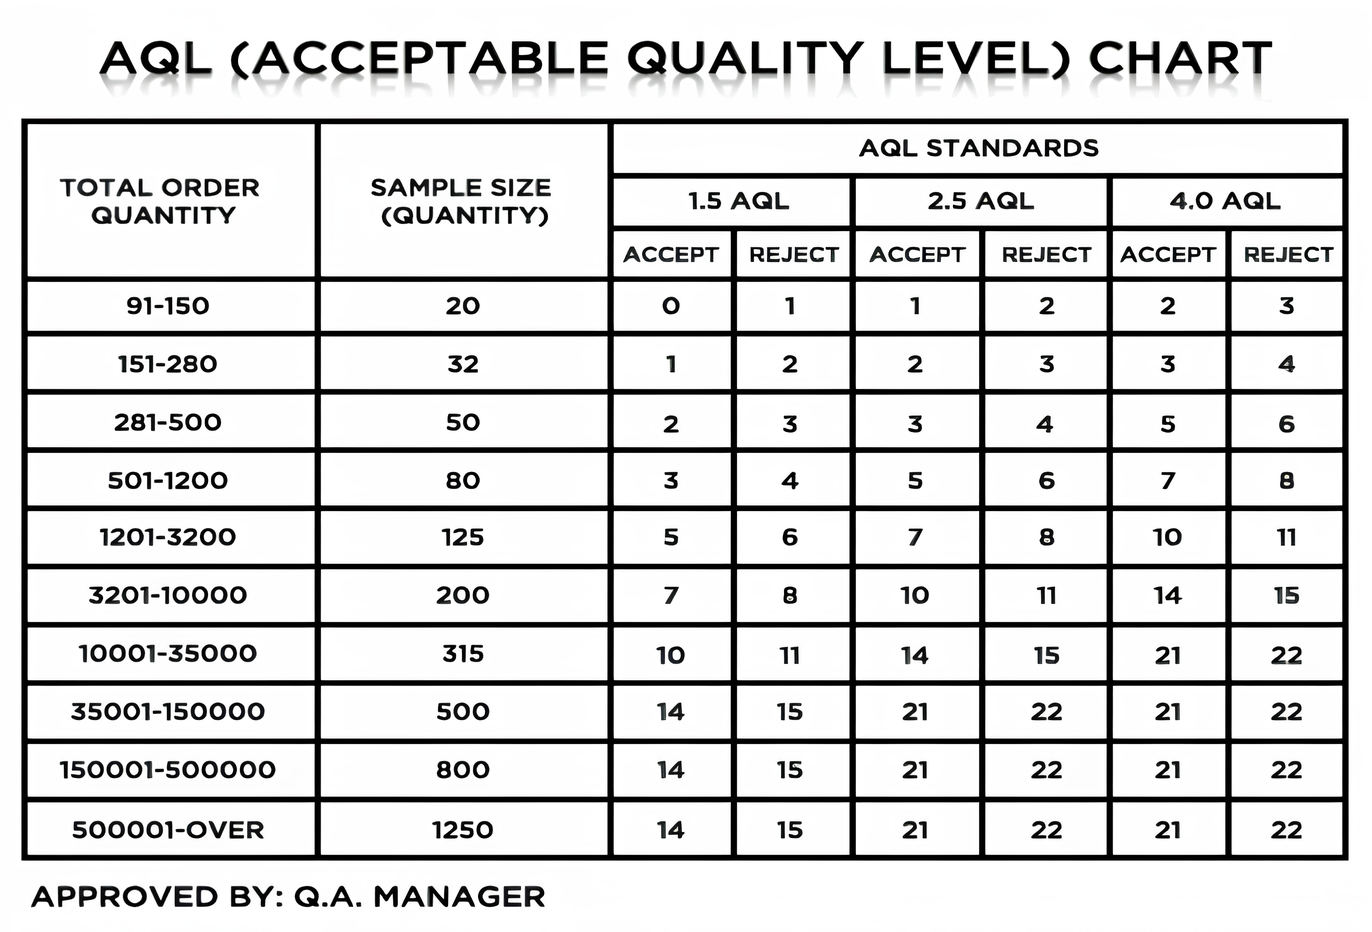 AQL (ACCEPTABLE QUALITY LEVEL) CHART
TOTAL ORDER QUANTITY SAMPLE SIZE (QUANTITY) AQL STANDARDS
1.5 AQL 2.5 AQL 4.0 AQL
ACCEPT REJECT ACCEPT REJECT ACCEPT REJECT
91-150 20 0 1 1 2 2 3
151-280 32 1 2 2 3 3 4
281-500 50 2 3 3 4 5 6
501-1200 80 3 4 5 6 7 8
1201-3200 125 5 6 7 8 10 11
3201-10000 200 7 8 10 11 14 15
10001-35000 315 10 11 14 15 21 22
35001-150000 500 14 15 21 22 21 22
150001-500000 800 14 15 21 22 21 22
500001-OVER 1250 14 15 21 22 21 22
APPROVED BY: Q.A. MANAGER